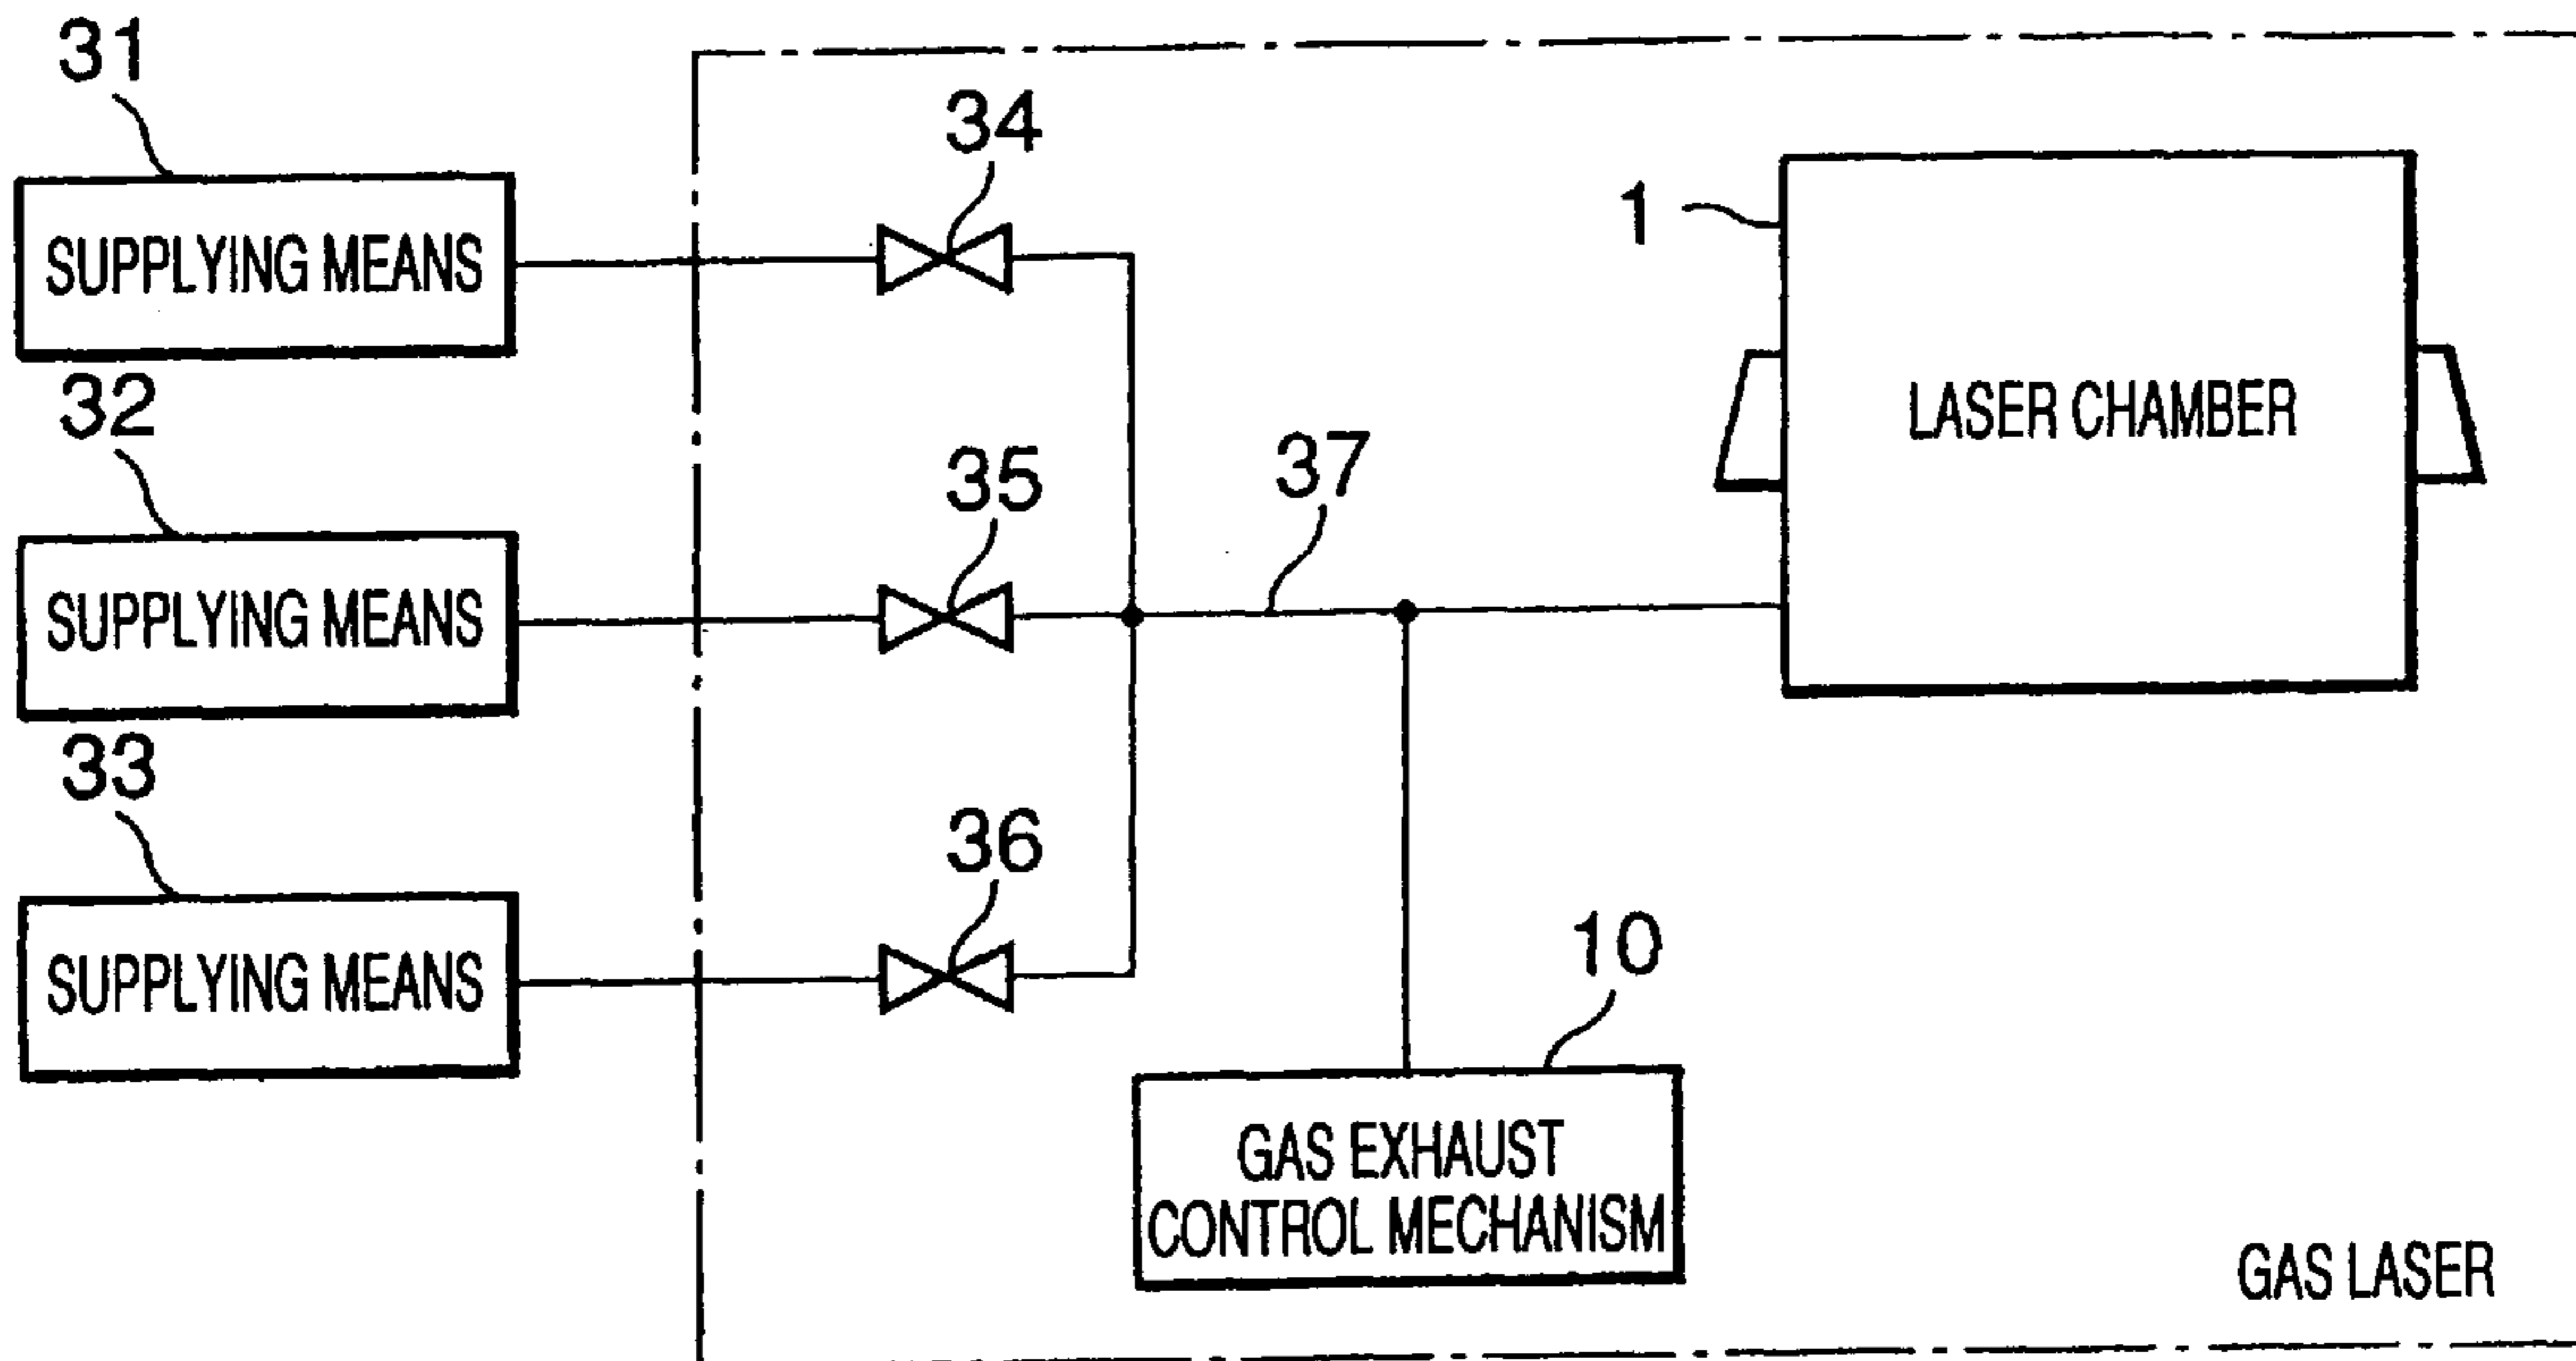 31
SUPPLYING MEANS
32
SUPPLYING MEANS
33
SUPPLYING MEANS
34
35
36
37
1
LASER CHAMBER
10
GAS EXHAUST
CONTROL MECHANISM
GAS LASER